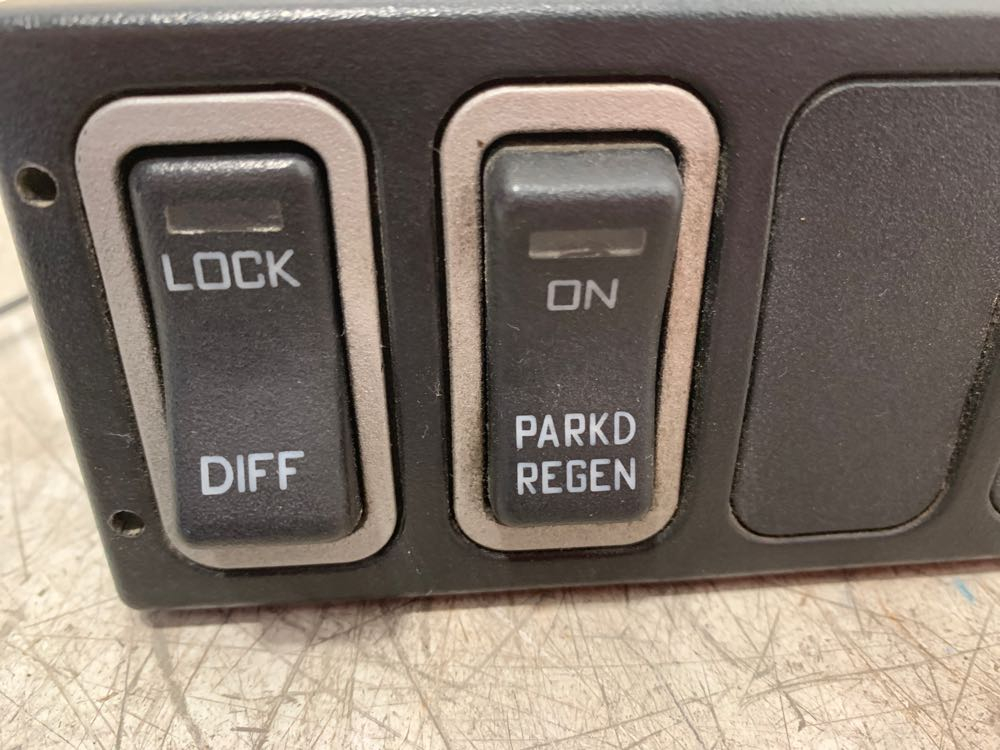 LOCK
DIFF
ON
PARKD
REGEN